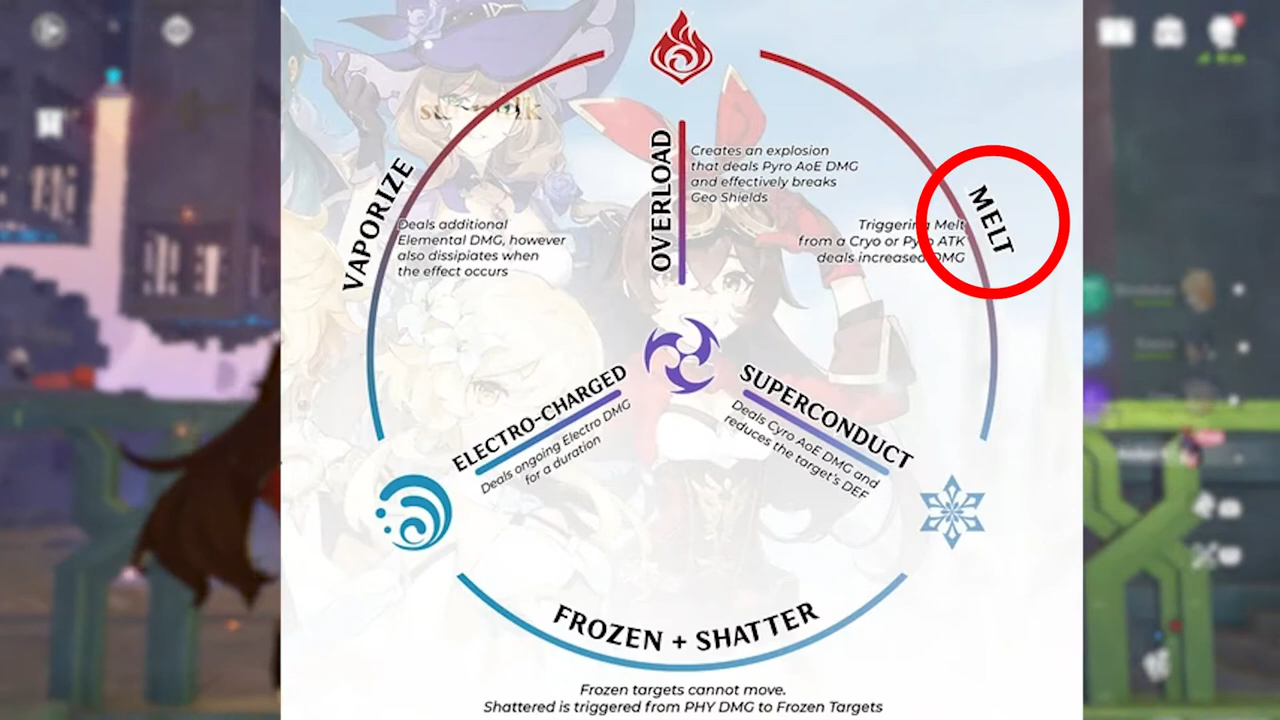 OVERLOAD
Creates an explosion
that deals Pyro AoE DMG
and effectively breaks
Geo Shields
VAPORIZE
Deals additional
Elemental DMG, however
also dissipiates when
the effect occurs
MELT
Triggering Melt
from a Cryo or Pyro ATK
deals increased DMG
ELECTRO-CHARGED
Deals ongoing Electro DMG
for a duration
SUPERCONDUCT
Deals Cyro AoE DMG and
reduces the target's DEF
FROZEN + SHATTER
Frozen targets cannot move.
Shattered is triggered from PHY DMG to Frozen Targets